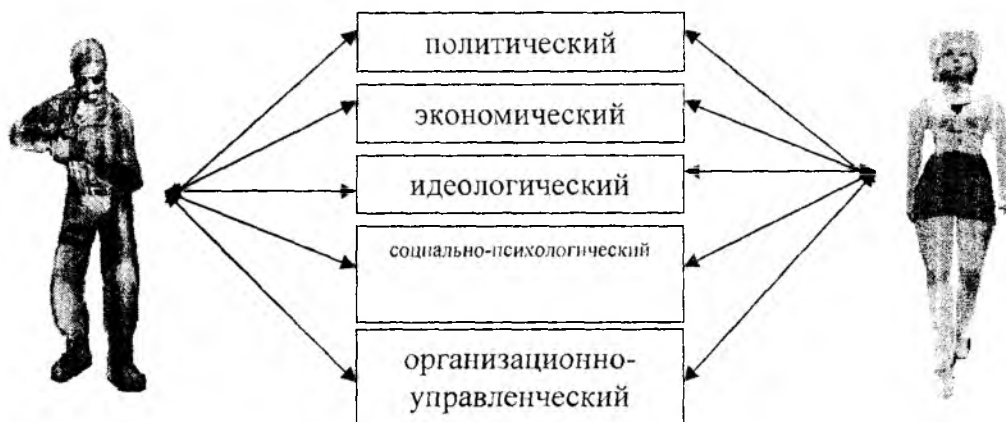 политический
экономический
идеологический
социально-психологический
организационно-
управленческий